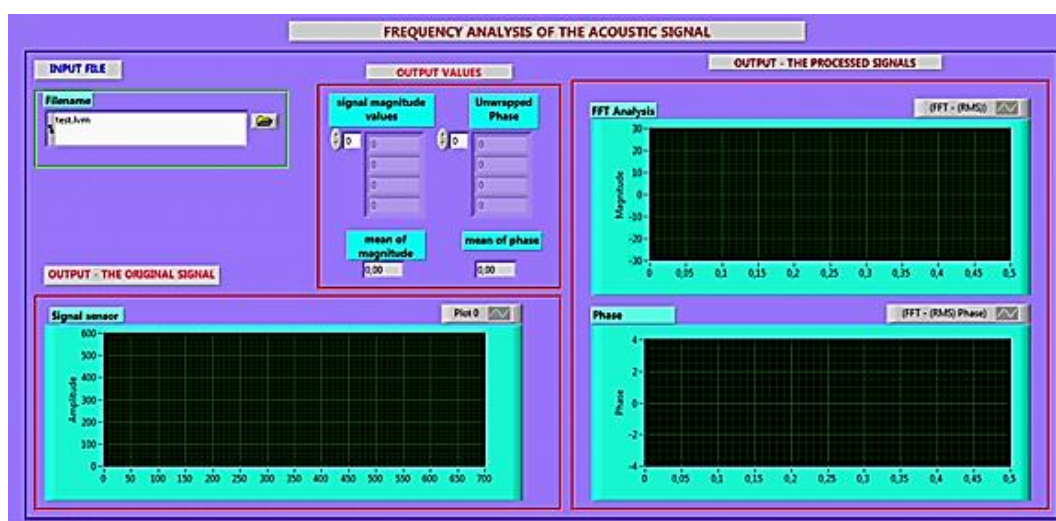 FREQUENCY ANALYSIS OF THE ACOUSTIC SIGNAL
INPUT FILE
Filename
test.lvm
OUTPUT VALUES
signal magnitude
values
Unwrapped
Phase
0
0
0
0
0
0
0
0
0
0
mean of
magnitude
mean of phase
0,00
0,00
OUTPUT - THE ORIGINAL SIGNAL
Signal sensor
Plot 0
Amplitude
600
500
400
300
200
100
0
0 50 100 150 200 250 300 350 400 450 500 550 600 650 700
OUTPUT - THE PROCESSED SIGNALS
FFT Analysis
(FFT - (RMS))
Magnitude
30
20
10
0
-10
-20
-30
0 0,05 0,1 0,15 0,2 0,25 0,3 0,35 0,4 0,45 0,5
Phase
(FFT - (RMS) Phase)
Phase
4
2
0
-2
-4
0 0,05 0,1 0,15 0,2 0,25 0,3 0,35 0,4 0,45 0,5